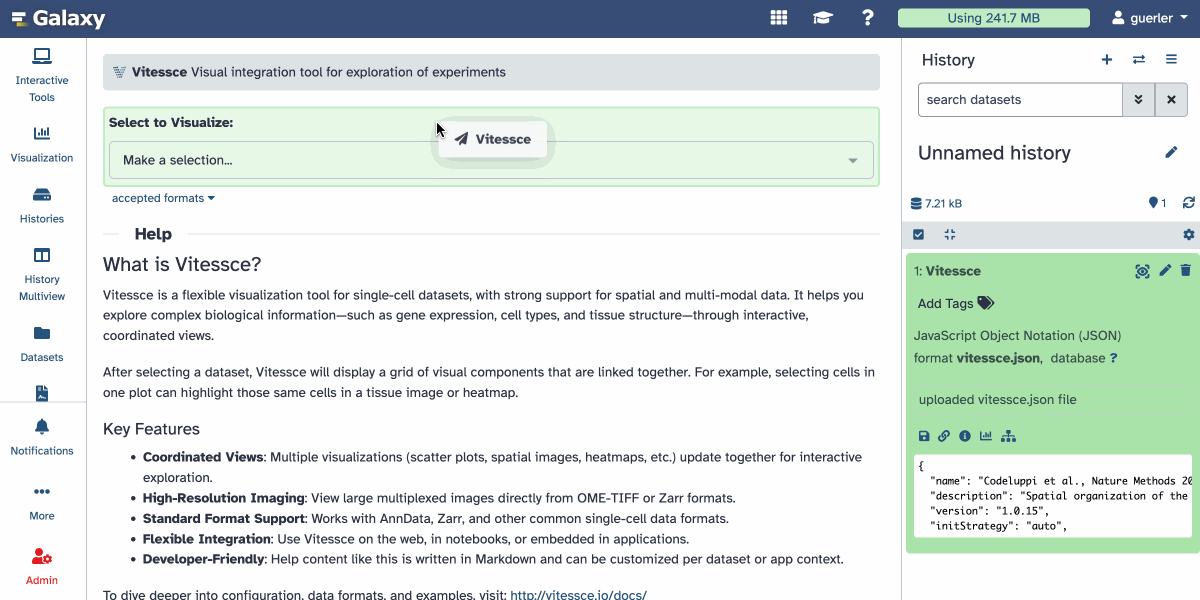 Galaxy
Using 241.7 MB
guerler
Interactive
Tools
Visualization
Histories
History
Multiview
Datasets
Notifications
More
Admin
Vitessce Visual integration tool for exploration of experiments
Select to Visualize:
Vitessce
Make a selection...
accepted formats
Help
What is Vitessce?
Vitessce is a flexible visualization tool for single-cell datasets, with strong support for spatial and multi-modal data. It helps you
explore complex biological information—such as gene expression, cell types, and tissue structure—through interactive,
coordinated views.
After selecting a dataset, Vitessce will display a grid of visual components that are linked together. For example, selecting cells in
one plot can highlight those same cells in a tissue image or heatmap.
Key Features
• Coordinated Views: Multiple visualizations (scatter plots, spatial images, heatmaps, etc.) update together for interactive
exploration.
• High-Resolution Imaging: View large multiplexed images directly from OME-TIFF or Zarr formats.
• Standard Format Support: Works with AnnData, Zarr, and other common single-cell data formats.
• Flexible Integration: Use Vitessce on the web, in notebooks, or embedded in applications.
• Developer-Friendly: Help content like this is written in Markdown and can be customized per dataset or app context.
To dive deeper into configuration, data formats, and examples, visit: http://vitessce.io/docs/
History
search datasets
Unnamed history
7.21 kB
1
1: Vitessce
Add Tags
JavaScript Object Notation (JSON)
format vitessce.json, database ?
uploaded vitessce.json file
{
"name": "Codeluppi et al., Nature Methods 20
"description": "Spatial organization of the
"version": "1.0.15",
"initStrategy": "auto",